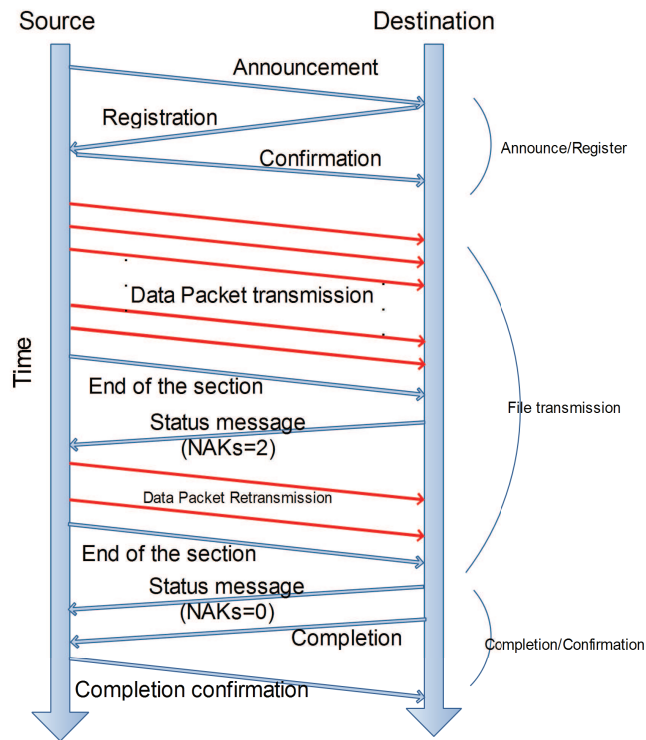 Source
Destination
Announcement
Registration
Announce/Register
Confirmation
Data Packet transmission
Time
End of the section
File transmission
Status message
(NAKs=2)
Data Packet Retransmission
End of the section
Status message
(NAKs=0)
Completion
Completion/Confirmation
Completion confirmation